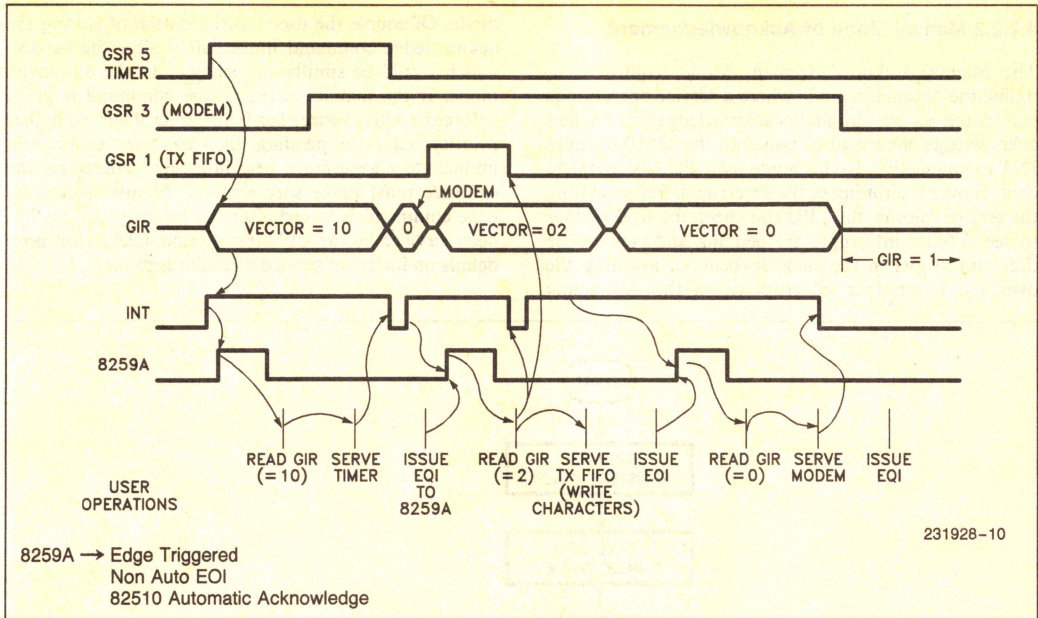 GSR 5
TIMER
GSR 3 (MODEM)
GSR 1 (TX FIFO)
MODEM
GIR
VECTOR = 10
0
VECTOR = 02
VECTOR = 0
GIR = 1
INT
8259A
USER
OPERATIONS
READ GIR
(=10)
SERVE
TIMER
ISSUE
EQI
TO
8259A
READ GIR
(=2)
SERVE
TX FIFO
(WRITE
CHARACTERS)
ISSUE
EOI
READ GIR
(=0)
SERVE
MODEM
ISSUE
EQI
231928–10
8259A → Edge Triggered
Non Auto EOI
82510 Automatic Acknowledge